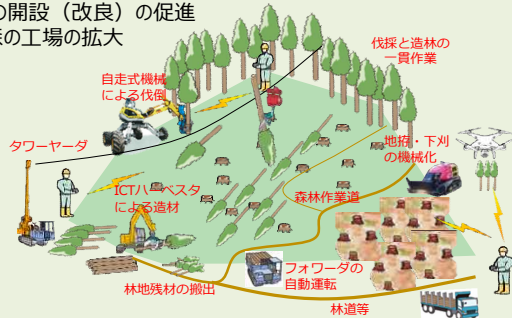 の開設（改良）の促進
の工場の拡大
伐採と造林の
一貫作業
自走式機械
による伐倒
タワーヤーダ
地拵・下刈
の機械化
ICTハーベスタ
による造材
森林作業道
フォワーダの
自動運転
林地残材の搬出
林道等